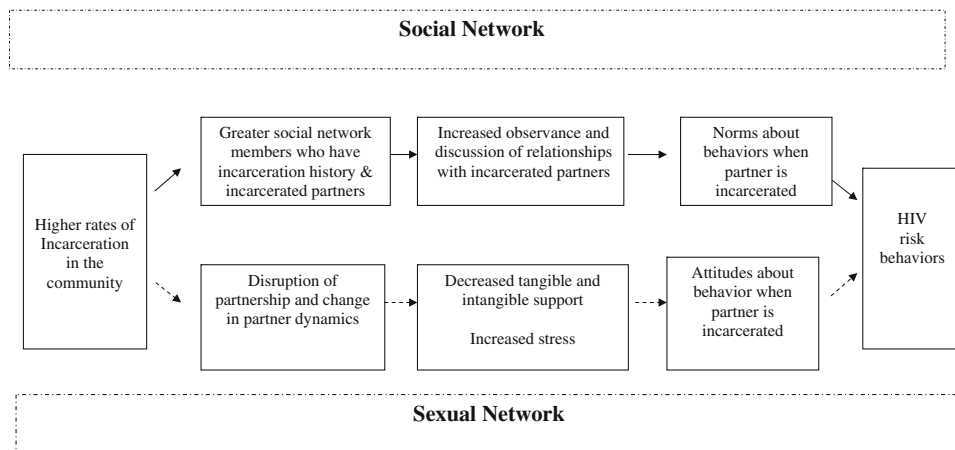 Social Network
Higher rates of
Incarceration
in the
community
Greater social network
members who have
incarceration history &
incarcerated partners
Increased observance and
discussion of relationships
with incarcerated partners
Norms about
behaviors when
partner is
incarcerated
Disruption of
partnership and change
in partner dynamics
Decreased tangible and
intangible support
Increased stress
Attitudes about
behavior when
partner is
incarcerated
HIV
risk
behaviors
Sexual Network